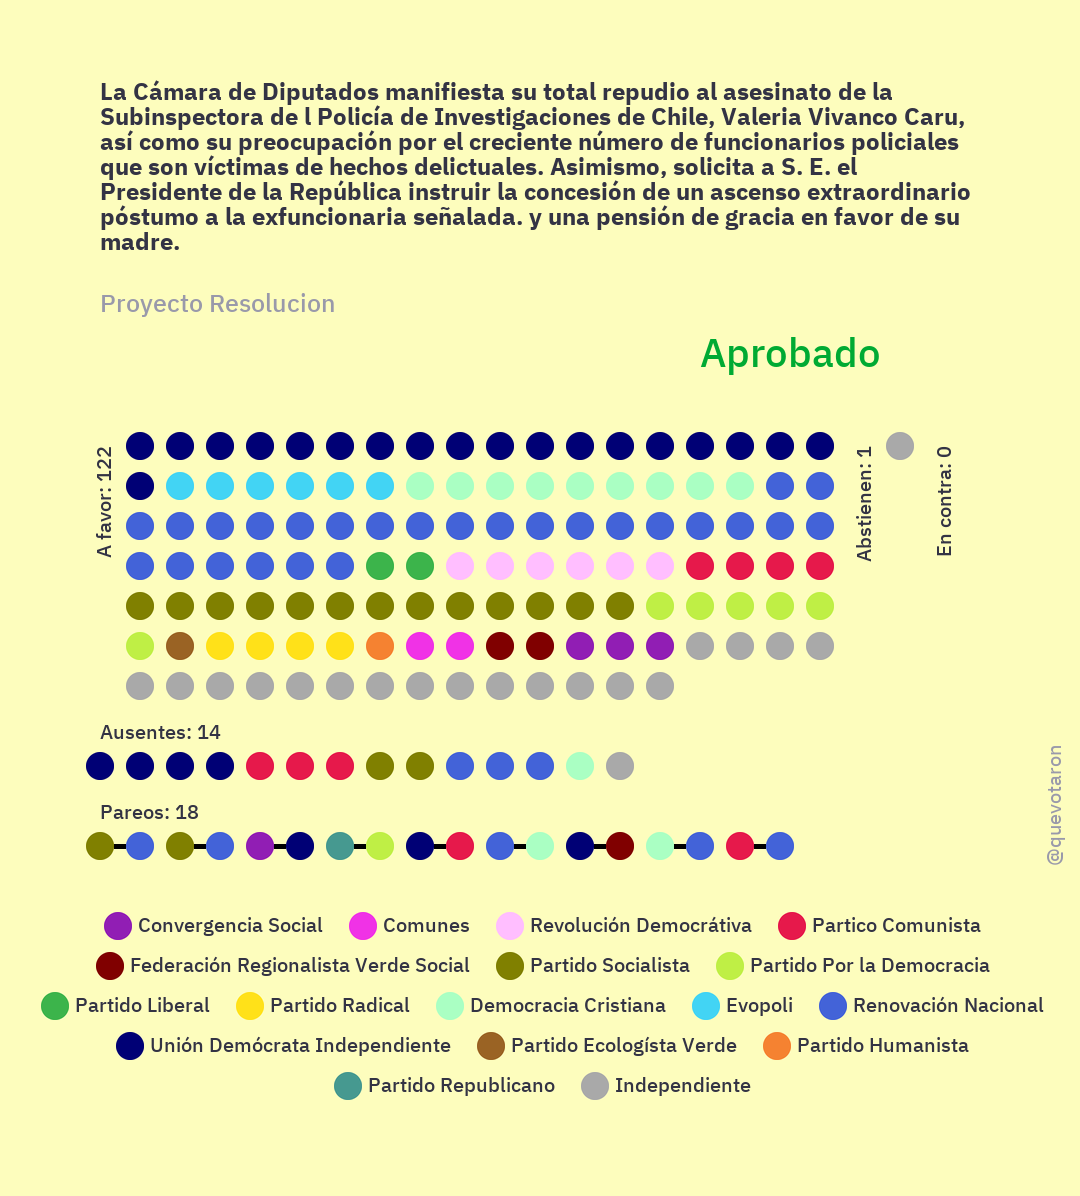 La Cámara de Diputados manifiesta su total repudio al asesinato de la
Subinspectora de l Policía de Investigaciones de Chile, Valeria Vivanco Caru,
así como su preocupación por el creciente número de funcionarios policiales
que son víctimas de hechos delictuales. Asimismo, solicita a S. E. el
Presidente de la República instruir la concesión de un ascenso extraordinario
póstumo a la exfuncionaria señalada. y una pensión de gracia en favor de su
madre.
Proyecto Resolucion
Aprobado
A favor: 122
Abstienen: 1
En contra: 0
Ausentes: 14
Pareos: 18
@quevotaron
Convergencia Social Comunes Revolución Democrátiva Partico Comunista
Federación Regionalista Verde Social Partido Socialista Partido Por la Democracia
Partido Liberal Partido Radical Democracia Cristiana Evopoli Renovación Nacional
Unión Demócrata Independiente Partido Ecologísta Verde Partido Humanista
Partido Republicano Independiente